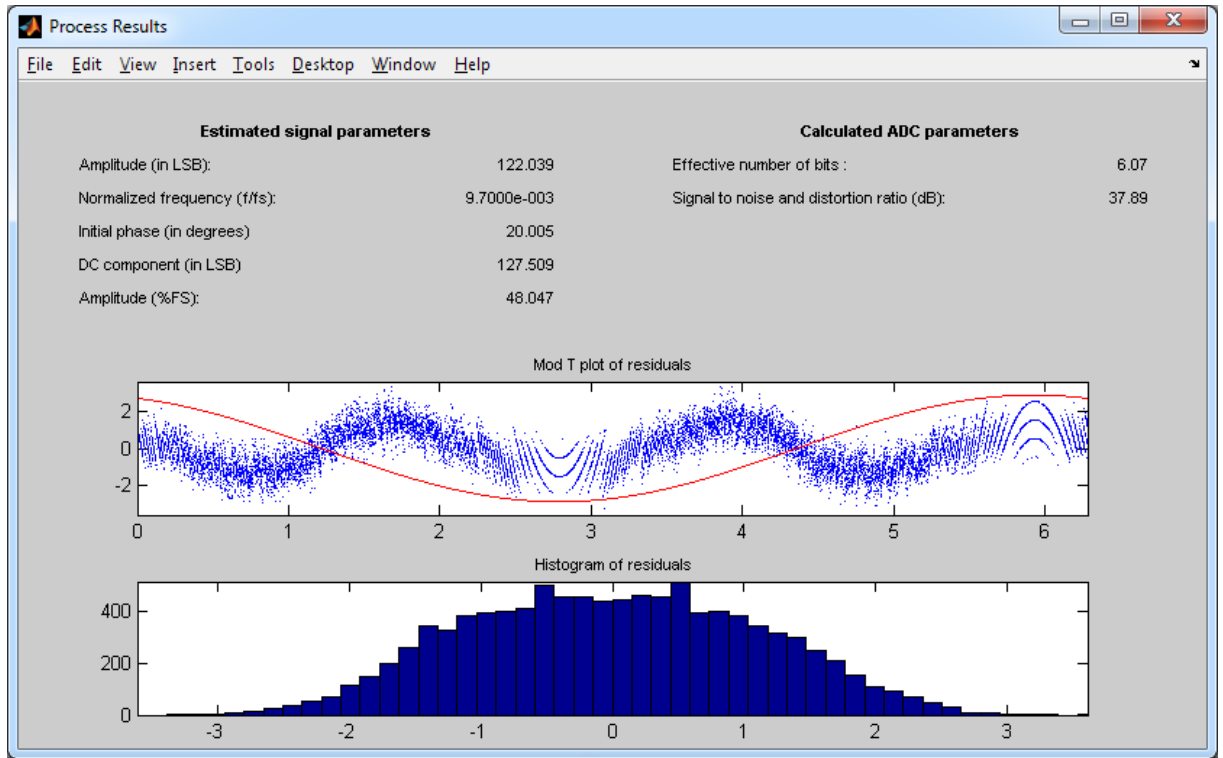 Process Results
File Edit View Insert Tools Desktop Window Help
Estimated signal parameters
Amplitude (in LSB): 122.039
Normalized frequency (f/fs): 9.7000e-003
Initial phase (in degrees) 20.005
DC component (in LSB) 127.509
Amplitude (%FS): 48.047
Calculated ADC parameters
Effective number of bits : 6.07
Signal to noise and distortion ratio (dB): 37.89
Mod T plot of residuals
2
0
-2
0 1 2 3 4 5 6
Histogram of residuals
400
200
0
-3 -2 -1 0 1 2 3